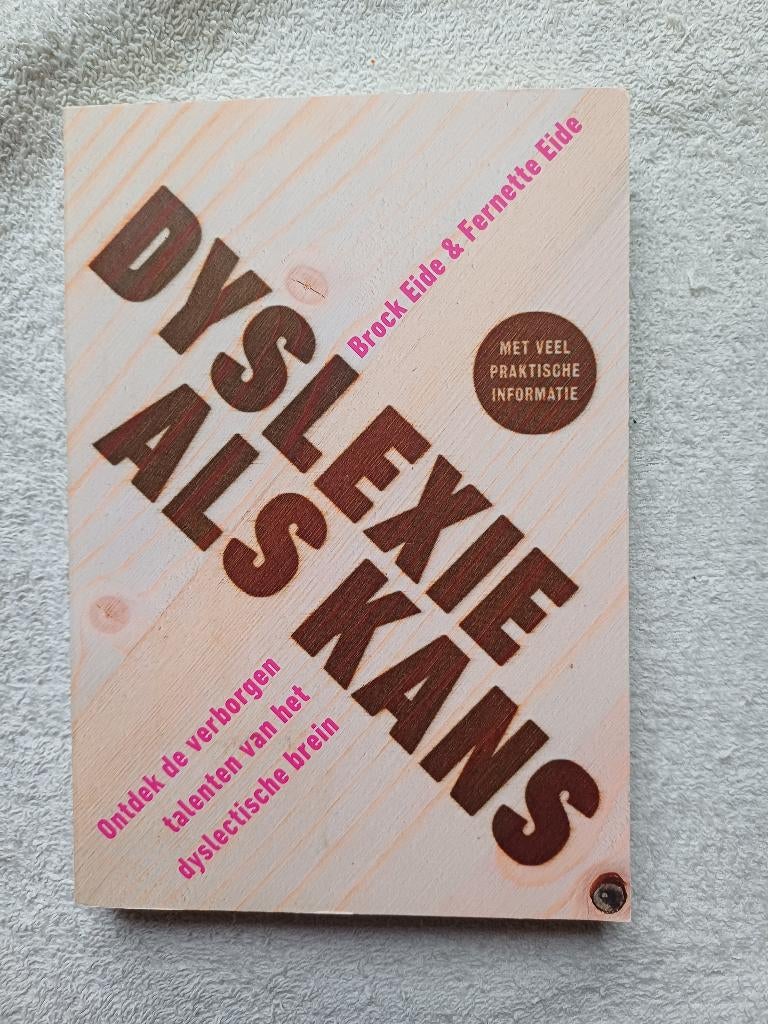 Brock Eide & Fernette Eide
DYSLEXIE
ALS KANS
MET VEEL
PRAKTISCHE
INFORMATIE
Ontdek de verborgen
talenten van het
dyslectische brein